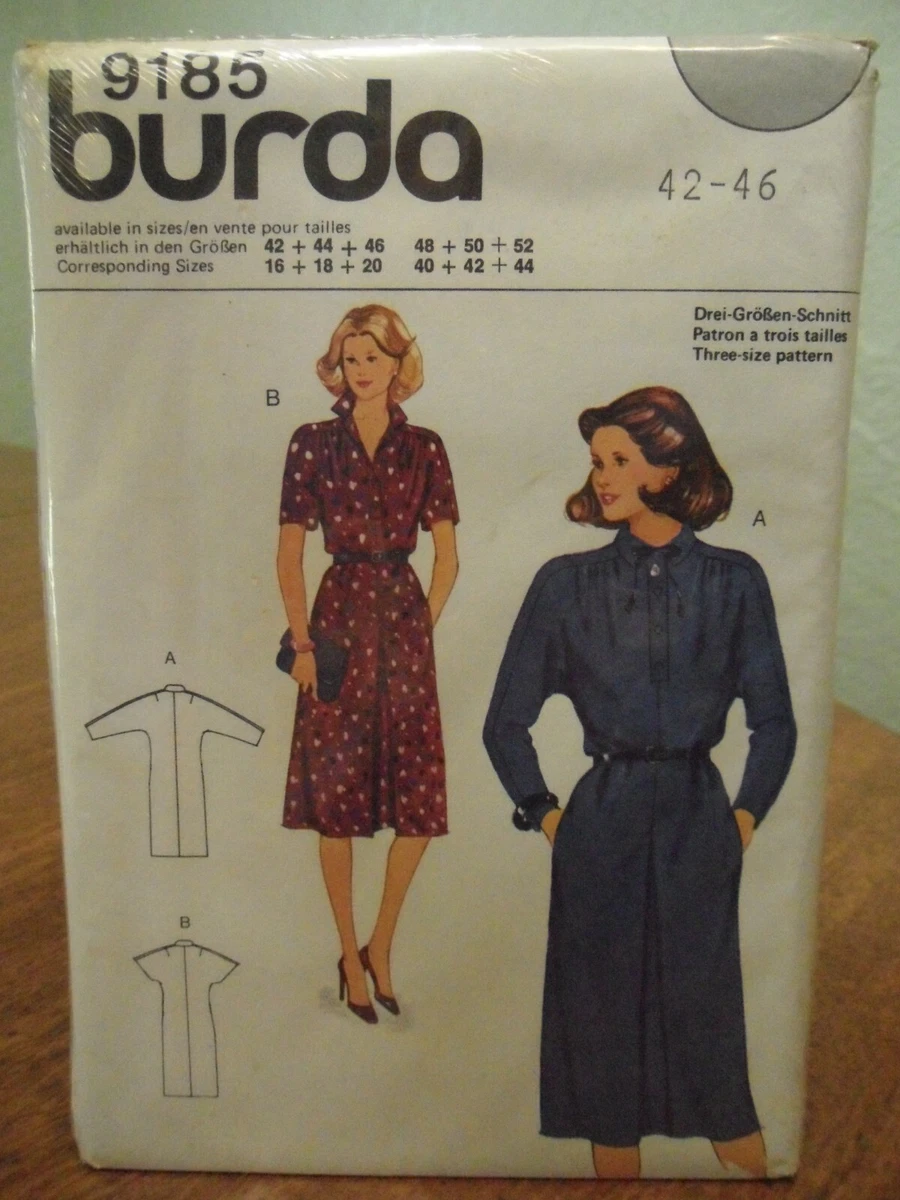 9185
burda
42-46
available in sizes/en vente pour tailles
erhältlich in den Größen 42 + 44 + 46 48 + 50 + 52
Corresponding Sizes 16 + 18 + 20 40 + 42 + 44
Drei-Größen-Schnitt
Patron a trois tailles
Three-size pattern
B
A
A
B